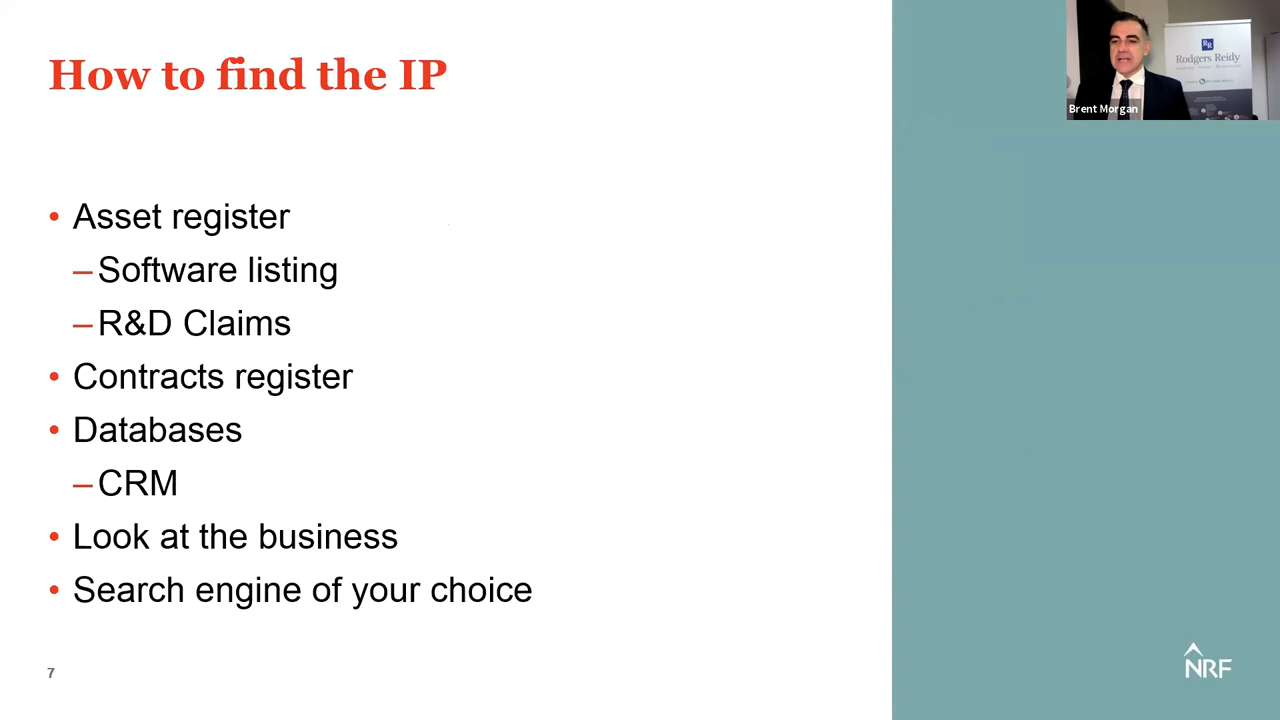 How to find the IP
• Asset register
– Software listing
– R&D Claims
• Contracts register
• Databases
– CRM
• Look at the business
• Search engine of your choice
7
NRF
RR
Rodgers Reidy
Brent Morgan